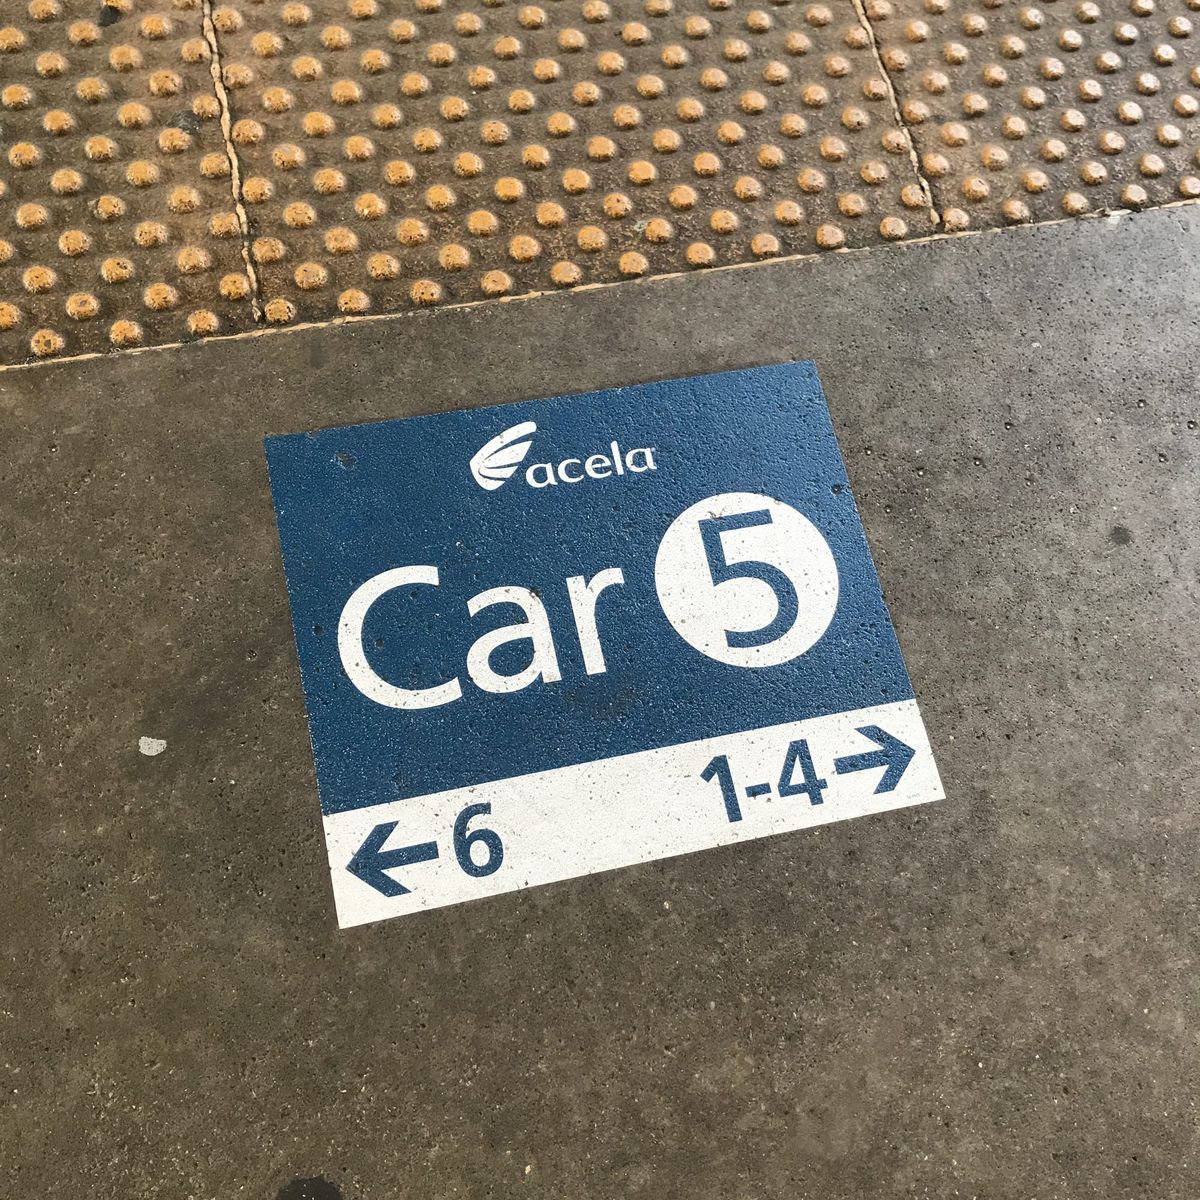 acela
Car 5
← 6 1-4 →